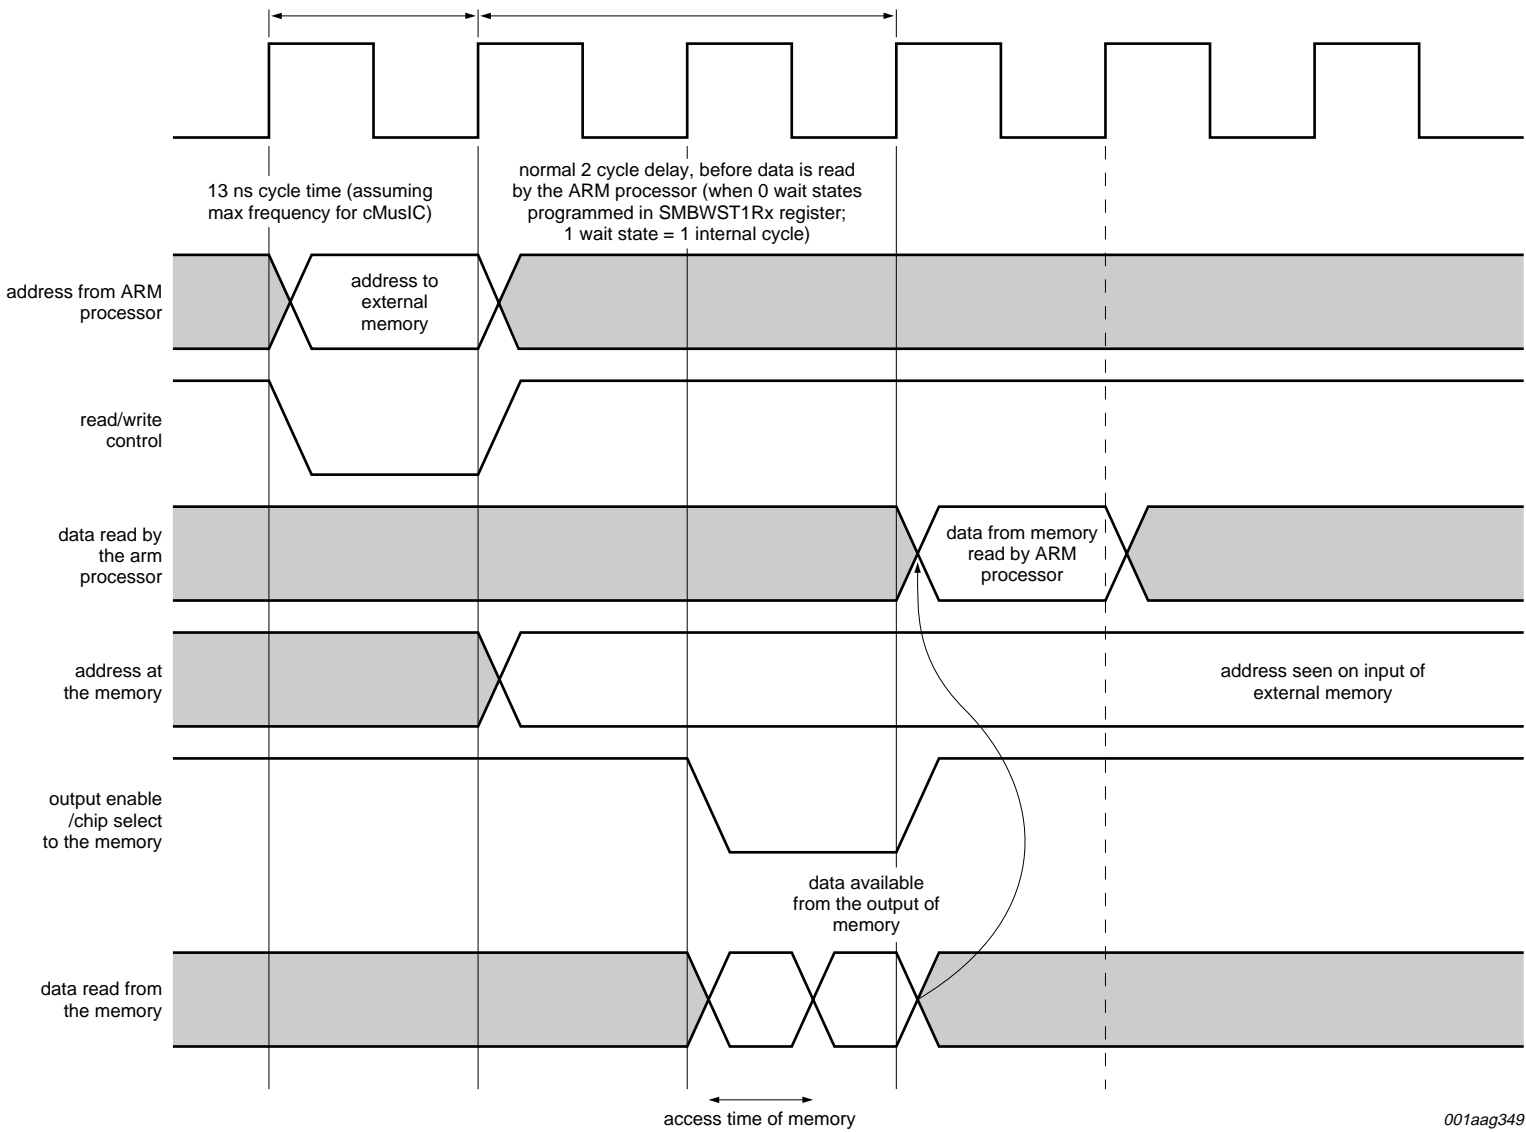 13 ns cycle time (assuming
max frequency for cMusIC)
normal 2 cycle delay, before data is read
by the ARM processor (when 0 wait states
programmed in SMBWST1Rx register;
1 wait state = 1 internal cycle)
address from ARM
processor
address to
external
memory
read/write
control
data read by
the arm
processor
data from memory
read by ARM
processor
address at
the memory
address seen on input of
external memory
output enable
/chip select
to the memory
data available
from the output of
memory
data read from
the memory
access time of memory
001aag349